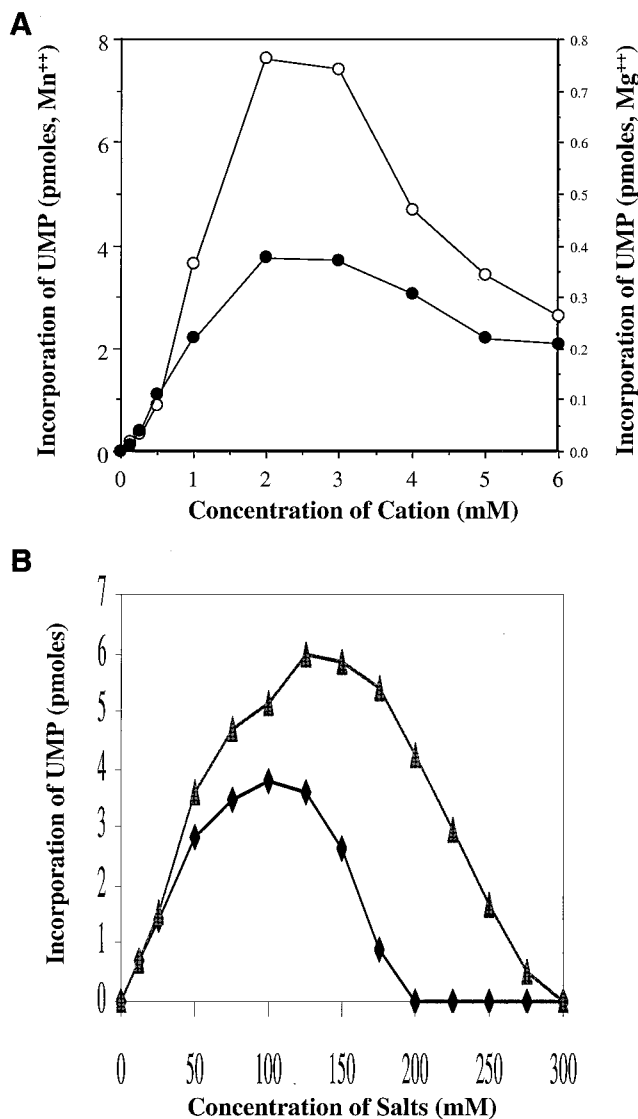 A
Incorporation of UMP (pmoles, Mn++)
8
6
4
2
0
0.8
0.7
0.6
0.5
0.4
0.3
0.2
0.1
0.0
Incorporation of UMP (pmoles, Mg++)
0 1 2 3 4 5 6
Concentration of Cation (mM)
B
Incorporation of UMP (pmoles)
7
6
5
4
3
2
1
0
0 50 100 150 200 250 300
Concentration of Salts (mM)